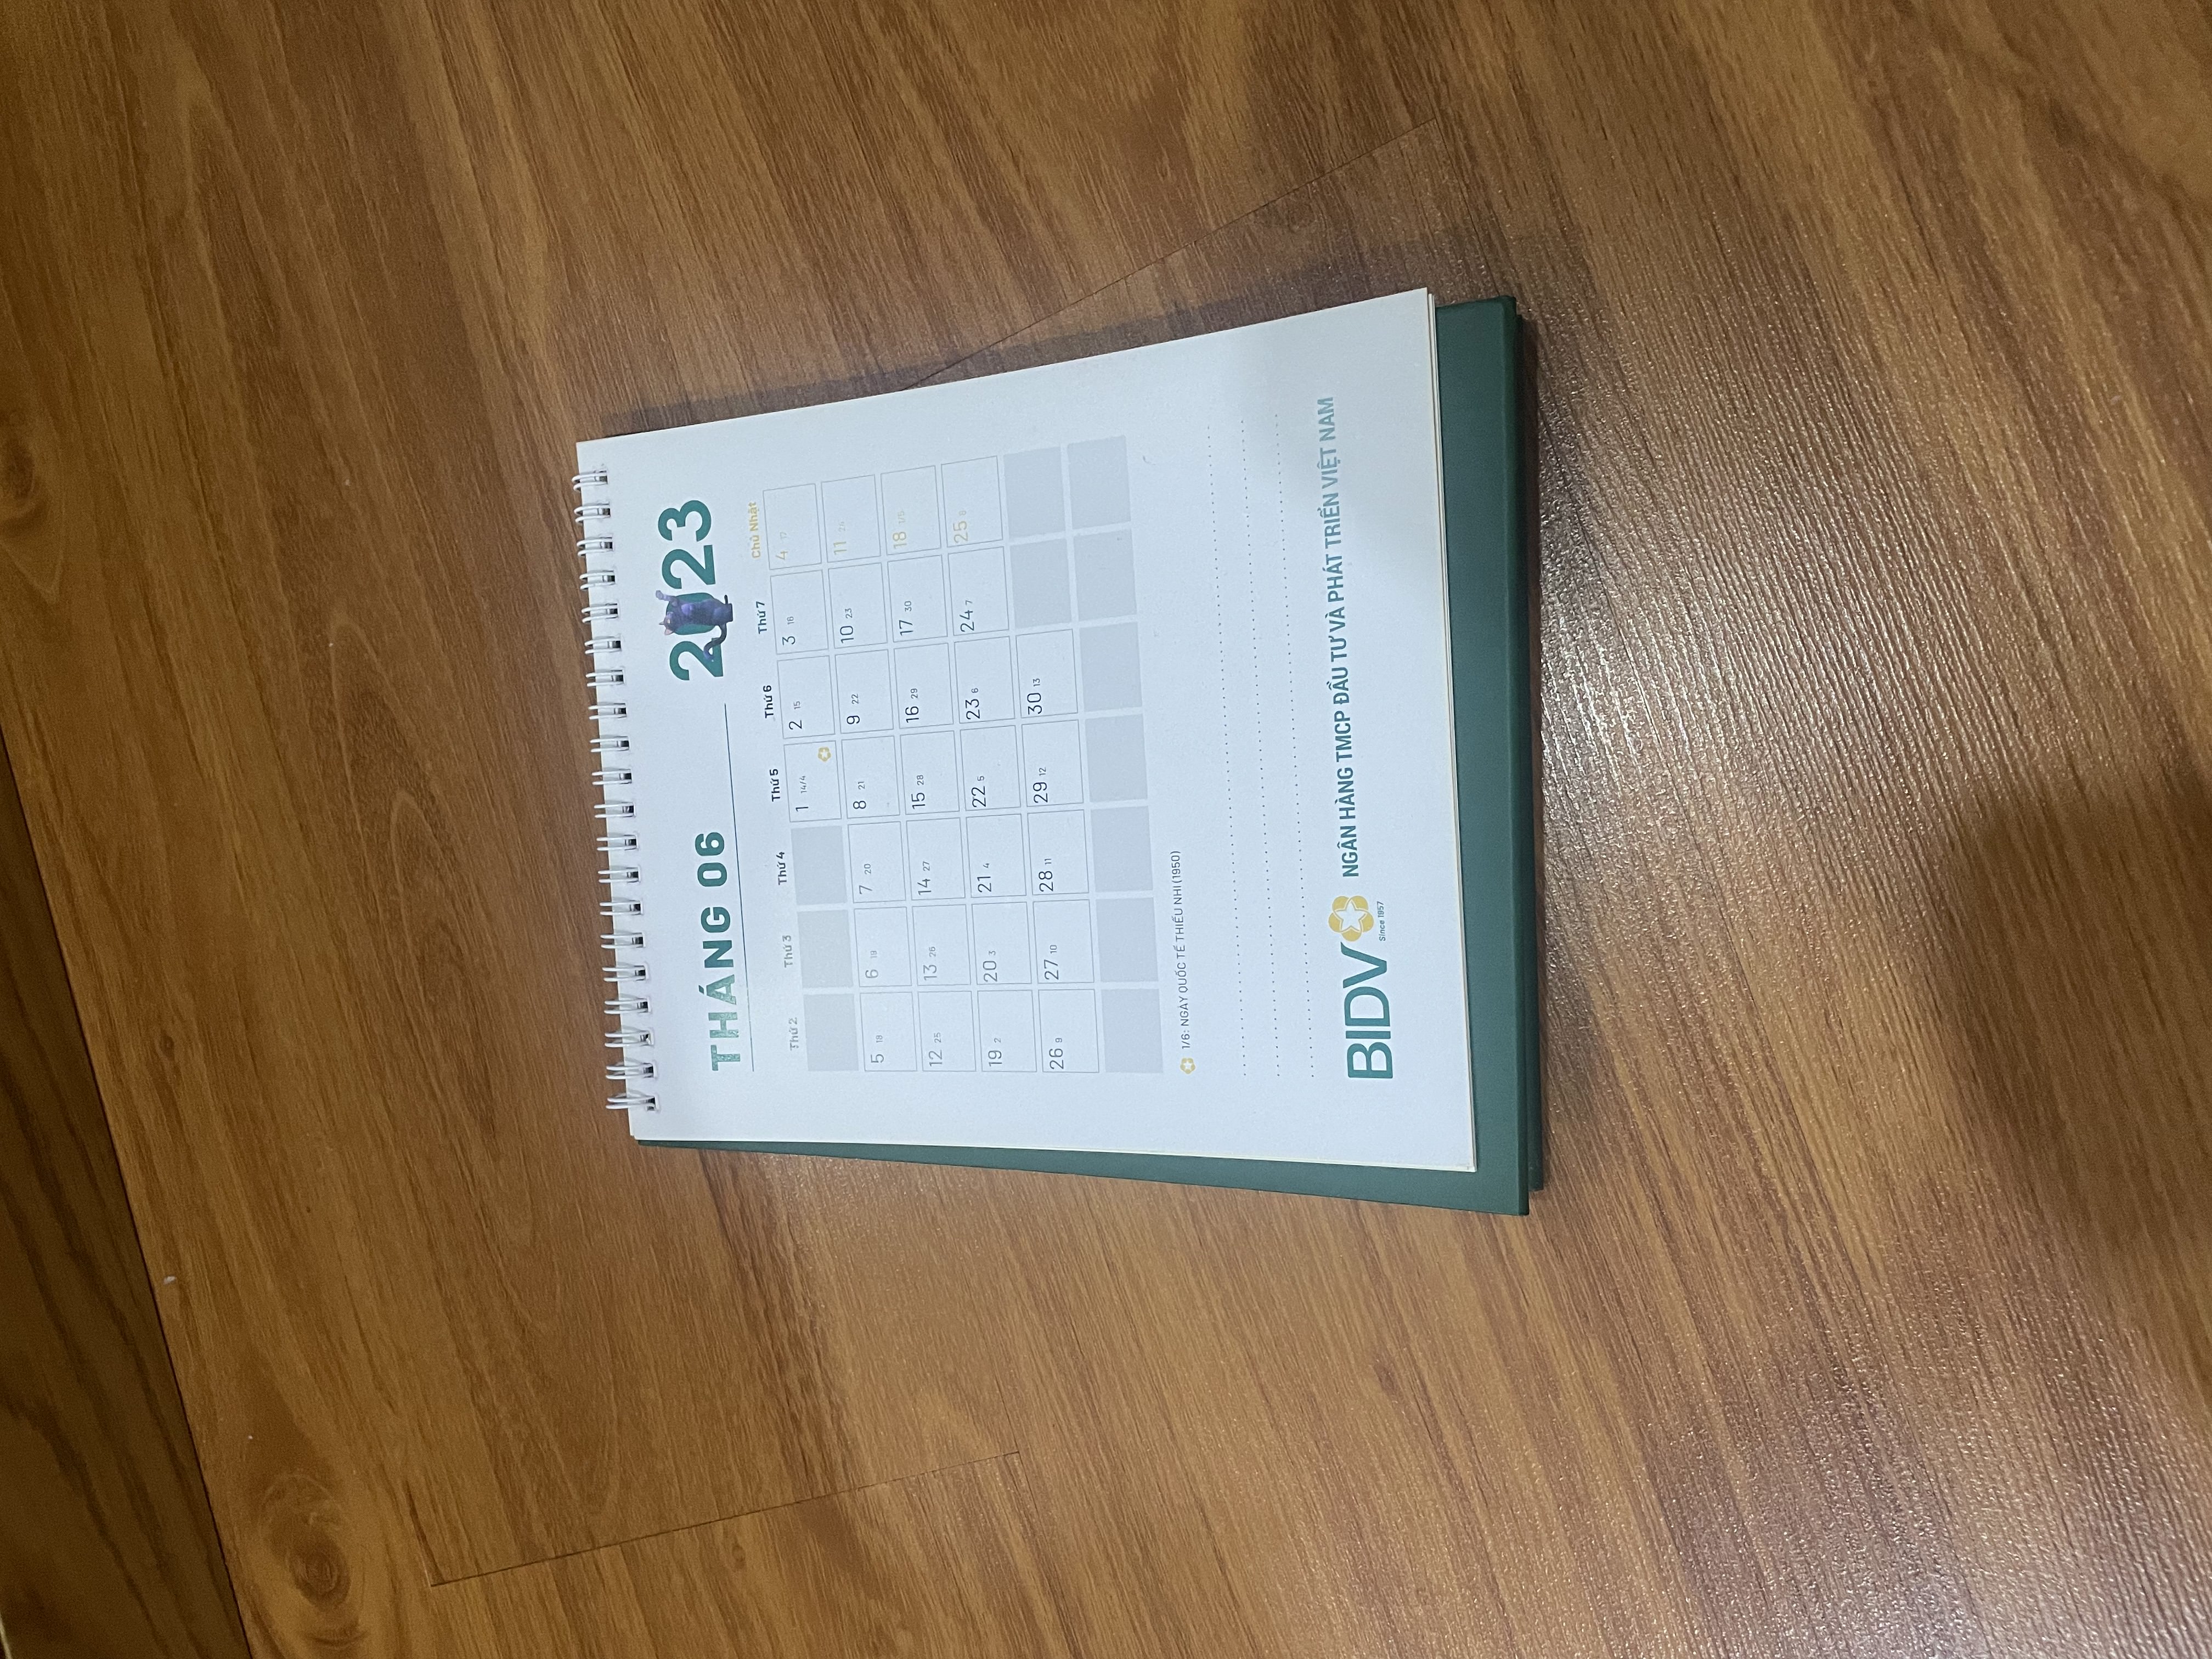 THÁNG 06
2023
Thứ 2 Thứ 3 Thứ 4 Thứ 5 Thứ 6 Thứ 7 Chủ Nhật
1 14/4 2 15 3 16 4 17
5 18 6 19 7 20 8 21 9 22 10 23 11 24
12 25 13 26 14 27 15 28 16 29 17 30 18 1/5
19 2 20 3 21 4 22 5 23 6 24 7 25 8
26 9 27 10 28 11 29 12 30 13
1/6: NGÀY QUỐC TẾ THIẾU NHI (1950)
BIDV Since 1957 NGÂN HÀNG TMCP ĐẦU TƯ VÀ PHÁT TRIỂN VIỆT NAM